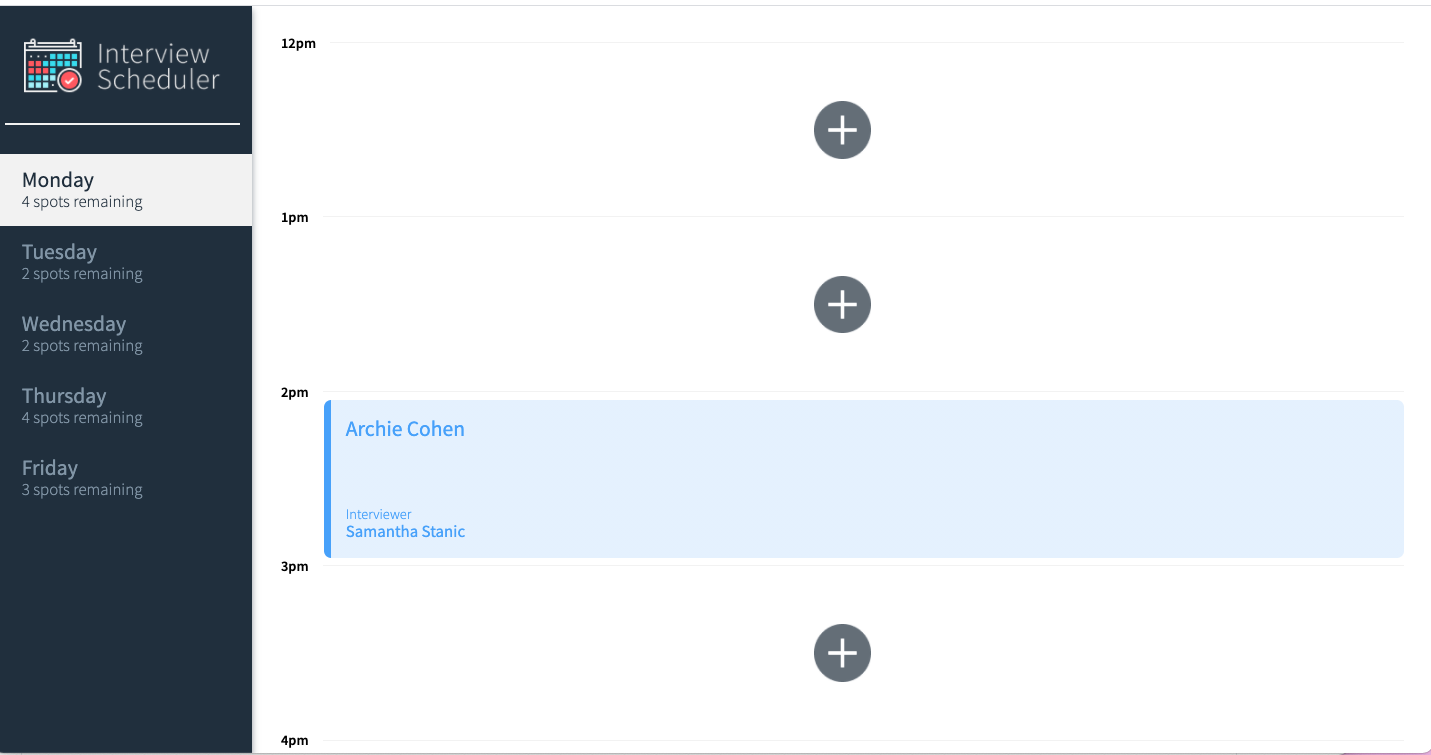 Interview
Scheduler
Monday
4 spots remaining
Tuesday
2 spots remaining
Wednesday
2 spots remaining
Thursday
4 spots remaining
Friday
3 spots remaining
12pm
1pm
2pm
Archie Cohen
Interviewer
Samantha Stanic
3pm
4pm